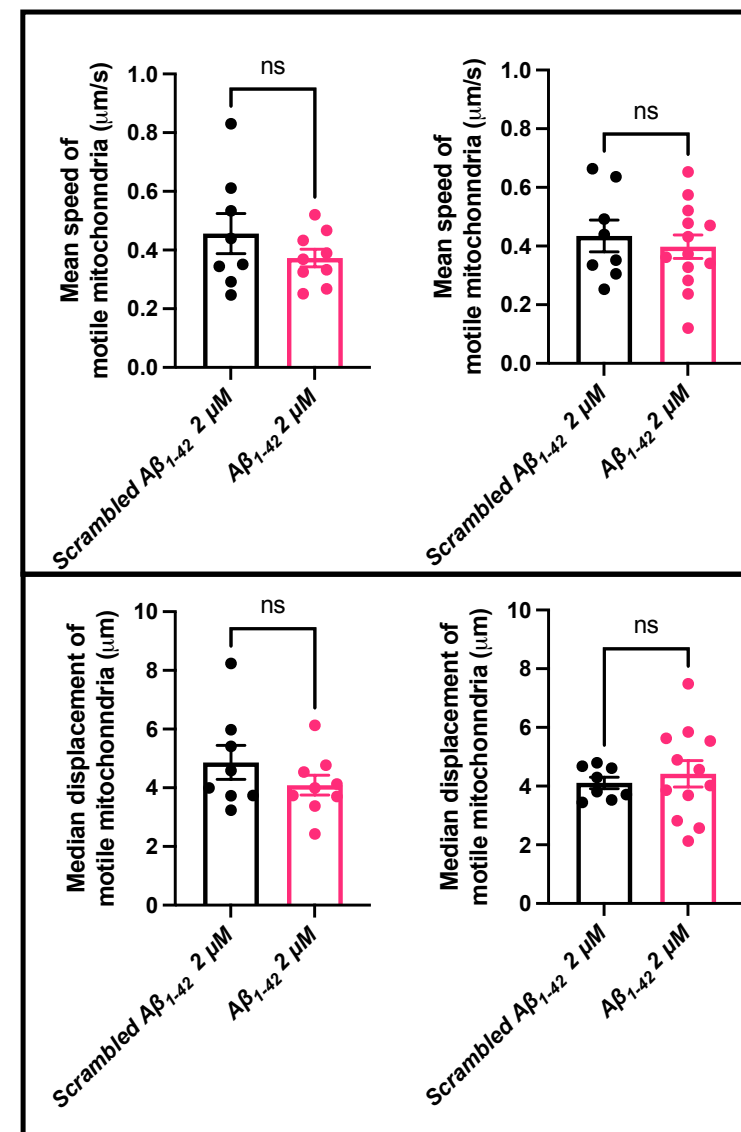 Mean speed of
motile mitochonndria (μm/s)
1.0
0.8
0.6
0.4
0.2
0.0
ns
Scrambled Aβ1-42 2 μM
Aβ1-42 2 μM
Mean speed of
motile mitochonndria (μm/s)
1.0
0.8
0.6
0.4
0.2
0.0
ns
Scrambled Aβ1-42 2 μM
Aβ1-42 2 μM
Median displacement of
motile mitochonndria (μm)
10
8
6
4
2
0
ns
Scrambled Aβ1-42 2 μM
Aβ1-42 2 μM
Median displacement of
motile mitochonndria (μm)
10
8
6
4
2
0
ns
Scrambled Aβ1-42 2 μM
Aβ1-42 2 μM